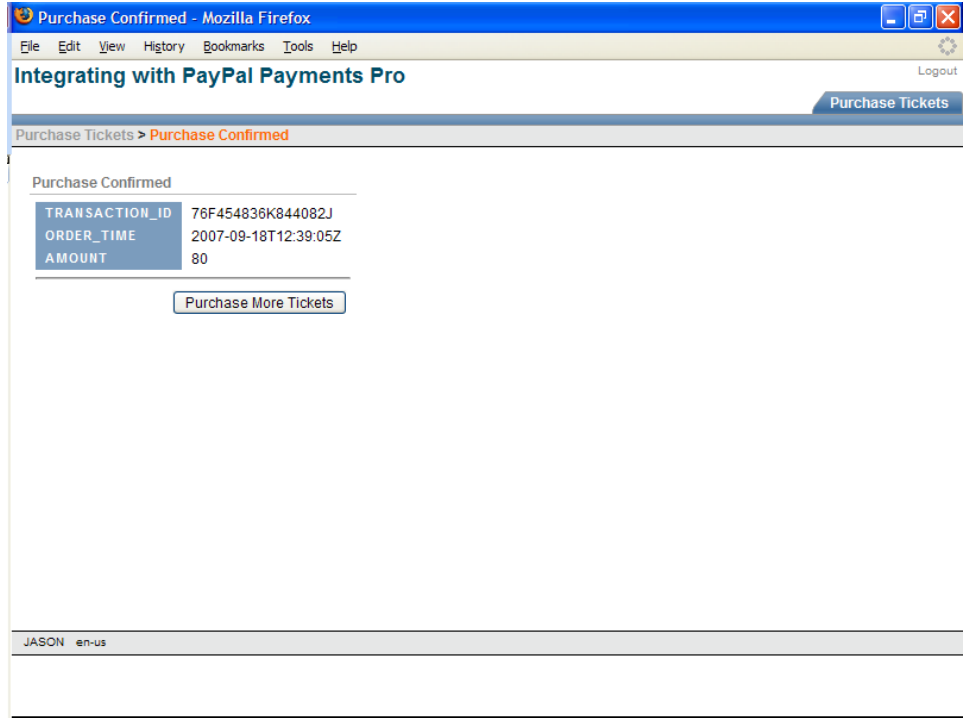 Purchase Confirmed - Mozilla Firefox
File Edit View History Bookmarks Tools Help
Integrating with PayPal Payments Pro
Logout
Purchase Tickets
Purchase Tickets > Purchase Confirmed
Purchase Confirmed
TRANSACTION_ID 76F454836K844082J
ORDER_TIME 2007-09-18T12:39:05Z
AMOUNT 80
Purchase More Tickets
JASON en-us